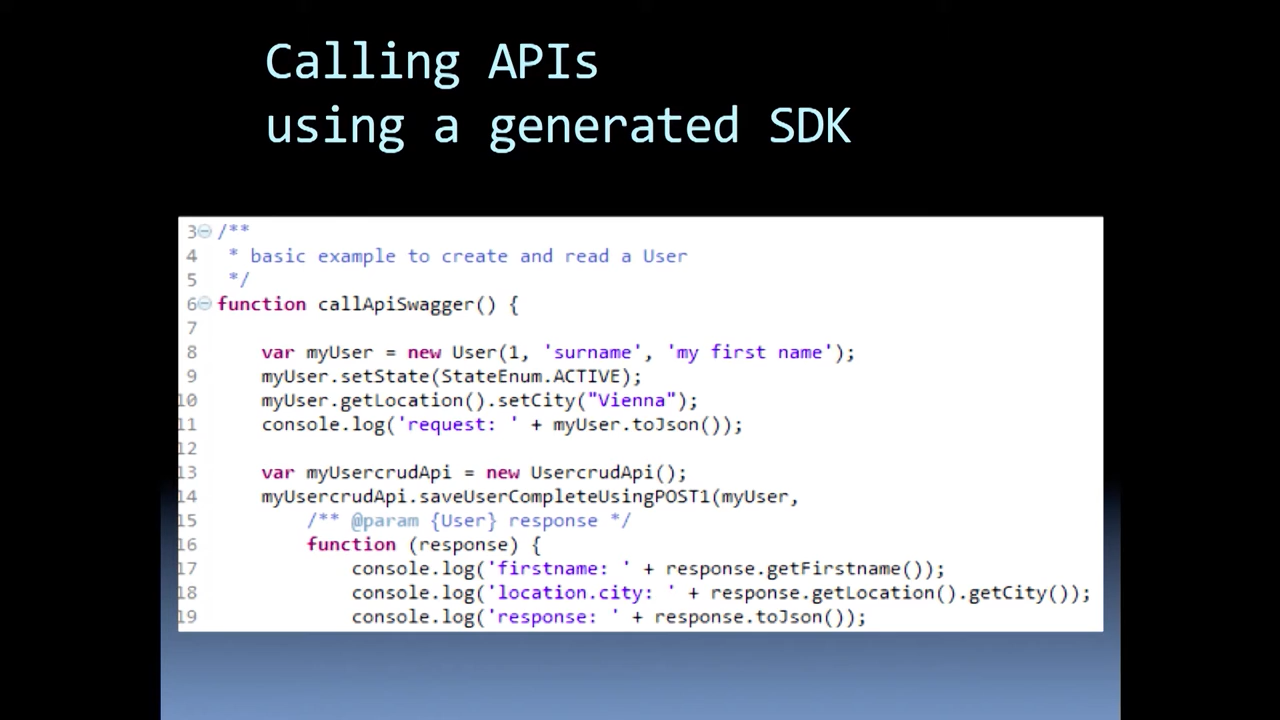 Calling APIs
using a generated SDK
3 /**
4  * basic example to create and read a User
5  */
6 function callApiSwagger() {
7
8     var myUser = new User(1, 'surname', 'my first name');
9     myUser.setState(StateEnum.ACTIVE);
10     myUser.getLocation().setCity("Vienna");
11     console.log('request: ' + myUser.toJson());
12
13     var myUsercrudApi = new UsercrudApi();
14     myUsercrudApi.saveUserCompleteUsingPOST1(myUser,
15         /** @param {User} response */
16         function (response) {
17             console.log('firstname: ' + response.getFirstname());
18             console.log('location.city: ' + response.getLocation().getCity());
19             console.log('response: ' + response.toJson());